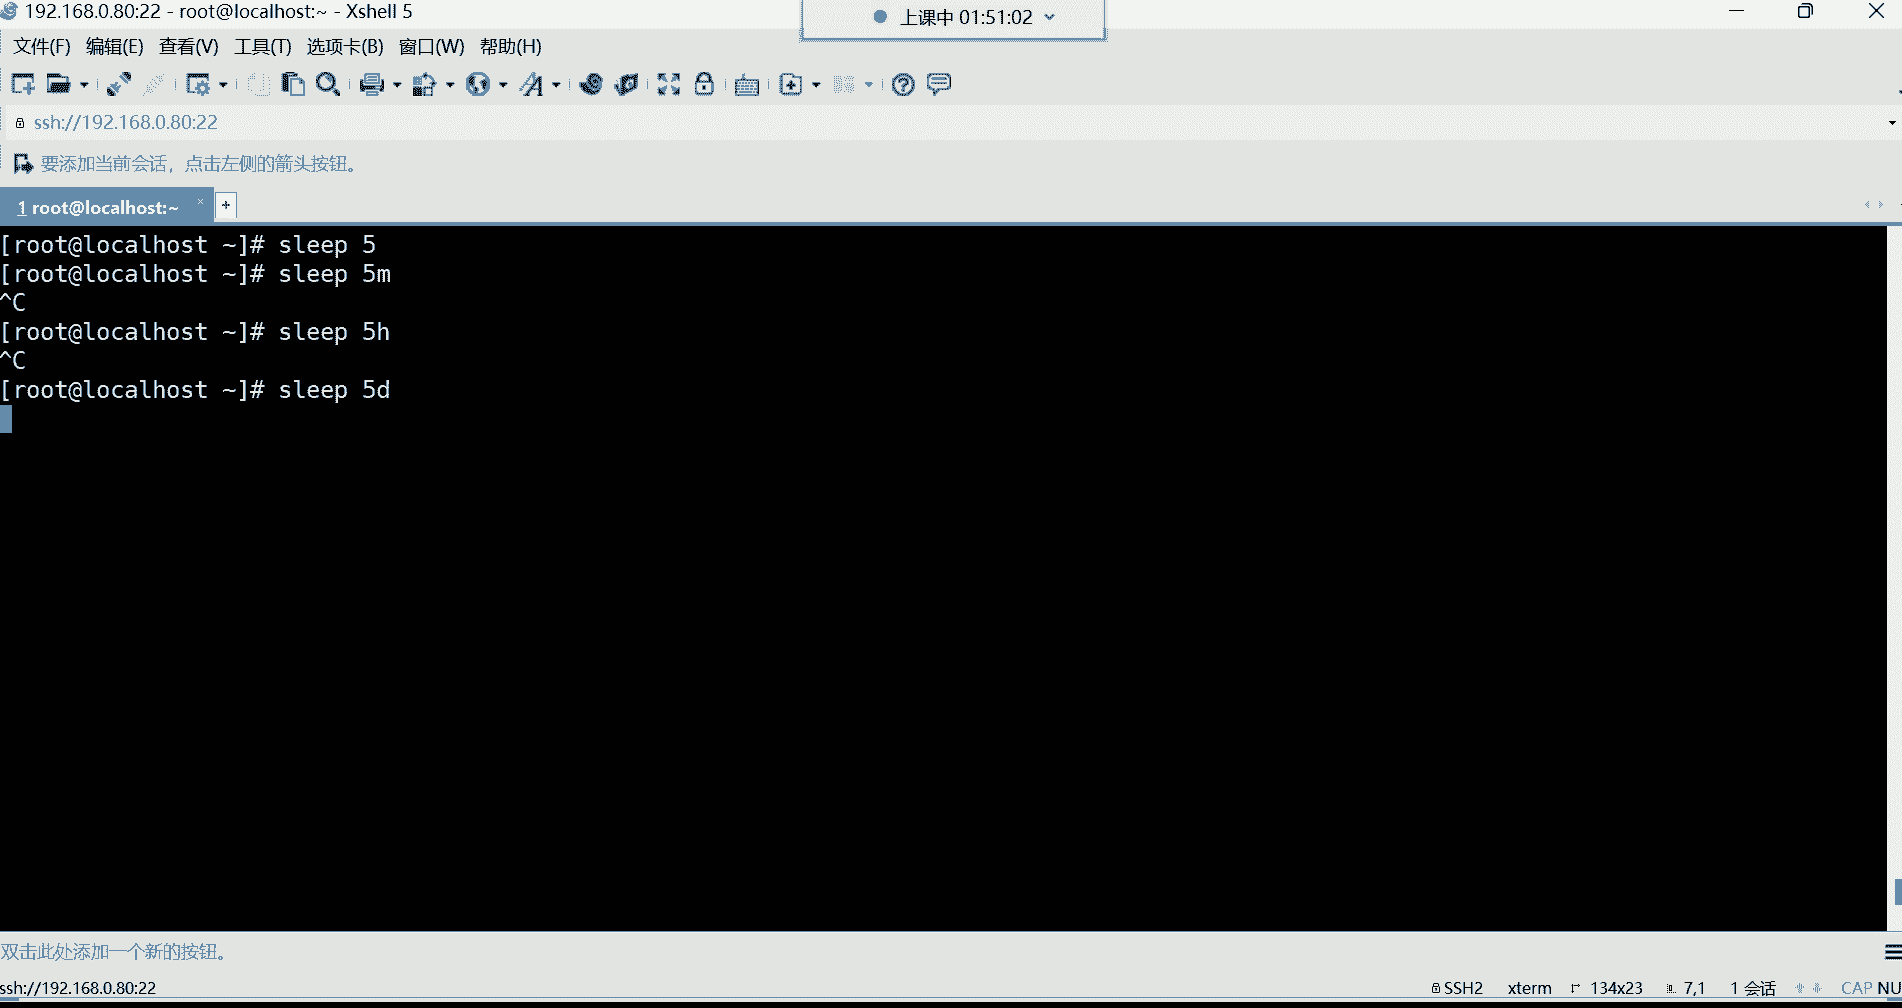 192.168.0.80:22 - root@localhost:~ - Xshell 5
上课中 01:51:02
文件(F) 编辑(E) 查看(V) 工具(T) 选项卡(B) 窗口(W) 帮助(H)
ssh://192.168.0.80:22
要添加当前会话，点击左侧的箭头按钮。
1 root@localhost:~ × +
[root@localhost ~]# sleep 5
[root@localhost ~]# sleep 5m
^C
[root@localhost ~]# sleep 5h
^C
[root@localhost ~]# sleep 5d
双击此处添加一个新的按钮。
ssh://192.168.0.80:22 SSH2 xterm 134x23 7,1 1 会话 CAP NU